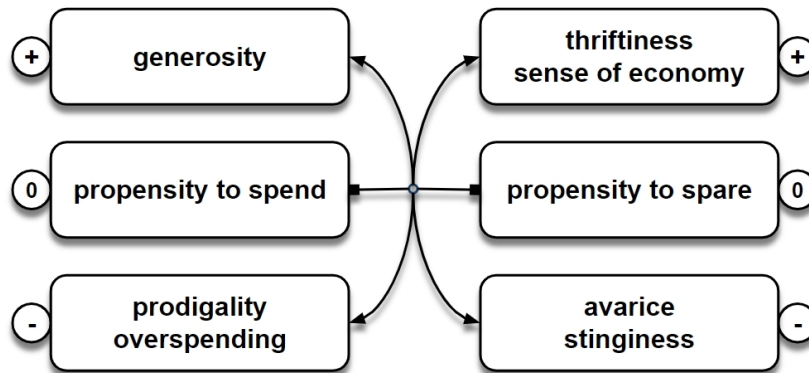 +
generosity
thriftiness
sense of economy
+
0
propensity to spend
propensity to spare
0
-
prodigality
overspending
avarice
stinginess
-